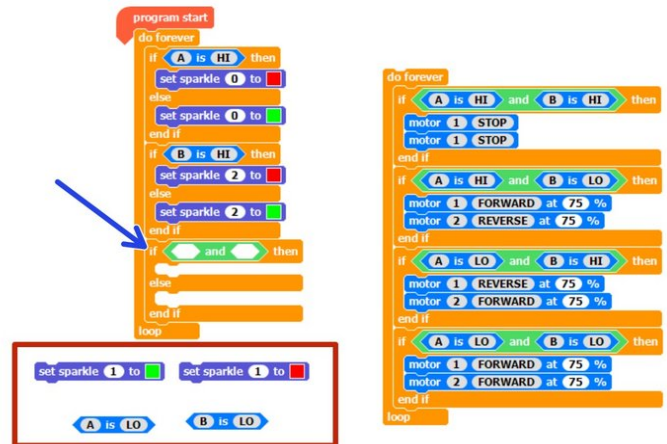 program start
do forever
if A is HI then
set sparkle 0 to
else
set sparkle 0 to
end if
if B is HI then
set sparkle 2 to
else
set sparkle 2 to
end if
if and then
else
end if
loop
set sparkle 1 to
set sparkle 1 to
A is LO
B is LO
do forever
if A is HI and B is HI then
motor 1 STOP
motor 1 STOP
end if
if A is HI and B is LO then
motor 1 FORWARD at 75 %
motor 2 REVERSE at 75 %
end if
if A is LO and B is HI then
motor 1 REVERSE at 75 %
motor 2 FORWARD at 75 %
end if
if A is LO and B is LO then
motor 1 FORWARD at 75 %
motor 2 FORWARD at 75 %
end if
loop